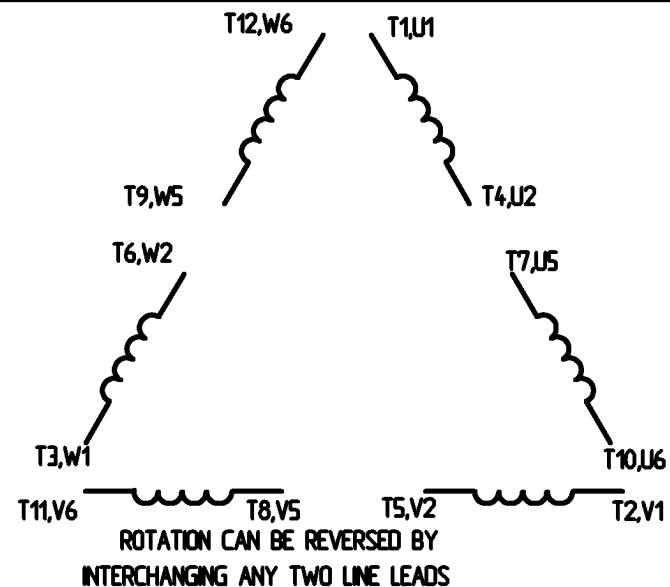 T12,W6
T1,U1
T9,W5
T4,U2
T6,W2
T7,U5
T3,W1
T10,U6
T11,V6
T8,V5
T5,V2
T2,V1
ROTATION CAN BE REVERSED BY
INTERCHANGING ANY TWO LINE LEADS